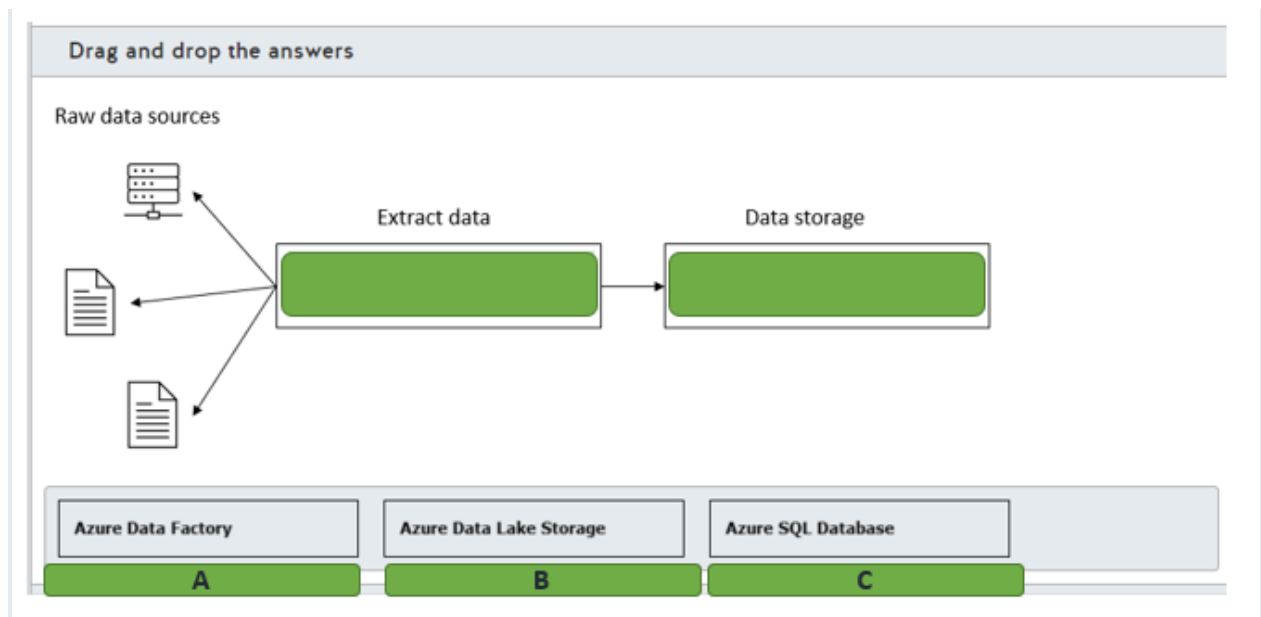 Drag and drop the answers
Raw data sources
Extract data
Data storage
Azure Data Factory
Azure Data Lake Storage
Azure SQL Database
A
B
C